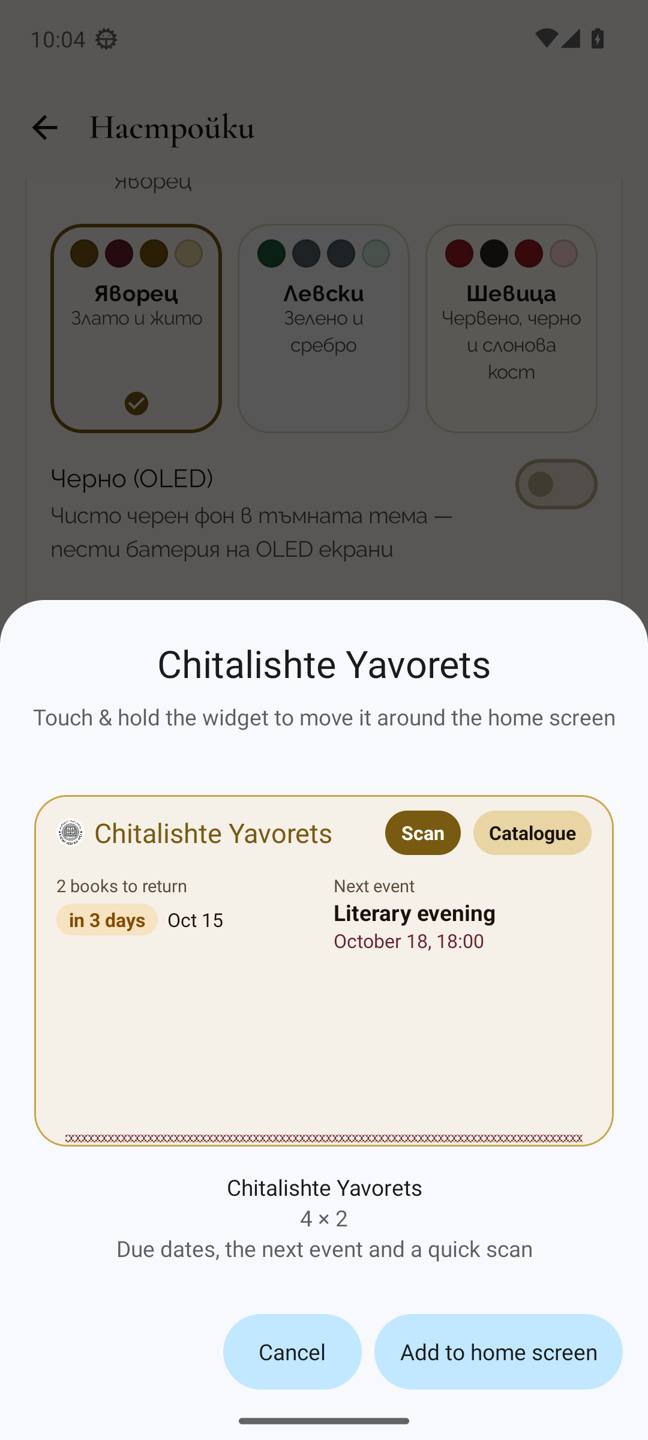 10:04
Настройки
Яворец
Яворец
Злато и жито
Левски
Зелено и
сребро
Шевица
Червено, черно
и слонова
кост
Черно (OLED)
Чисто черен фон в тъмната тема —
пести батерия на OLED екрани
Chitalishte Yavorets
Touch & hold the widget to move it around the home screen
Chitalishte Yavorets
Scan
Catalogue
2 books to return
in 3 days
Oct 15
Next event
Literary evening
October 18, 18:00
Chitalishte Yavorets
4 × 2
Due dates, the next event and a quick scan
Cancel
Add to home screen